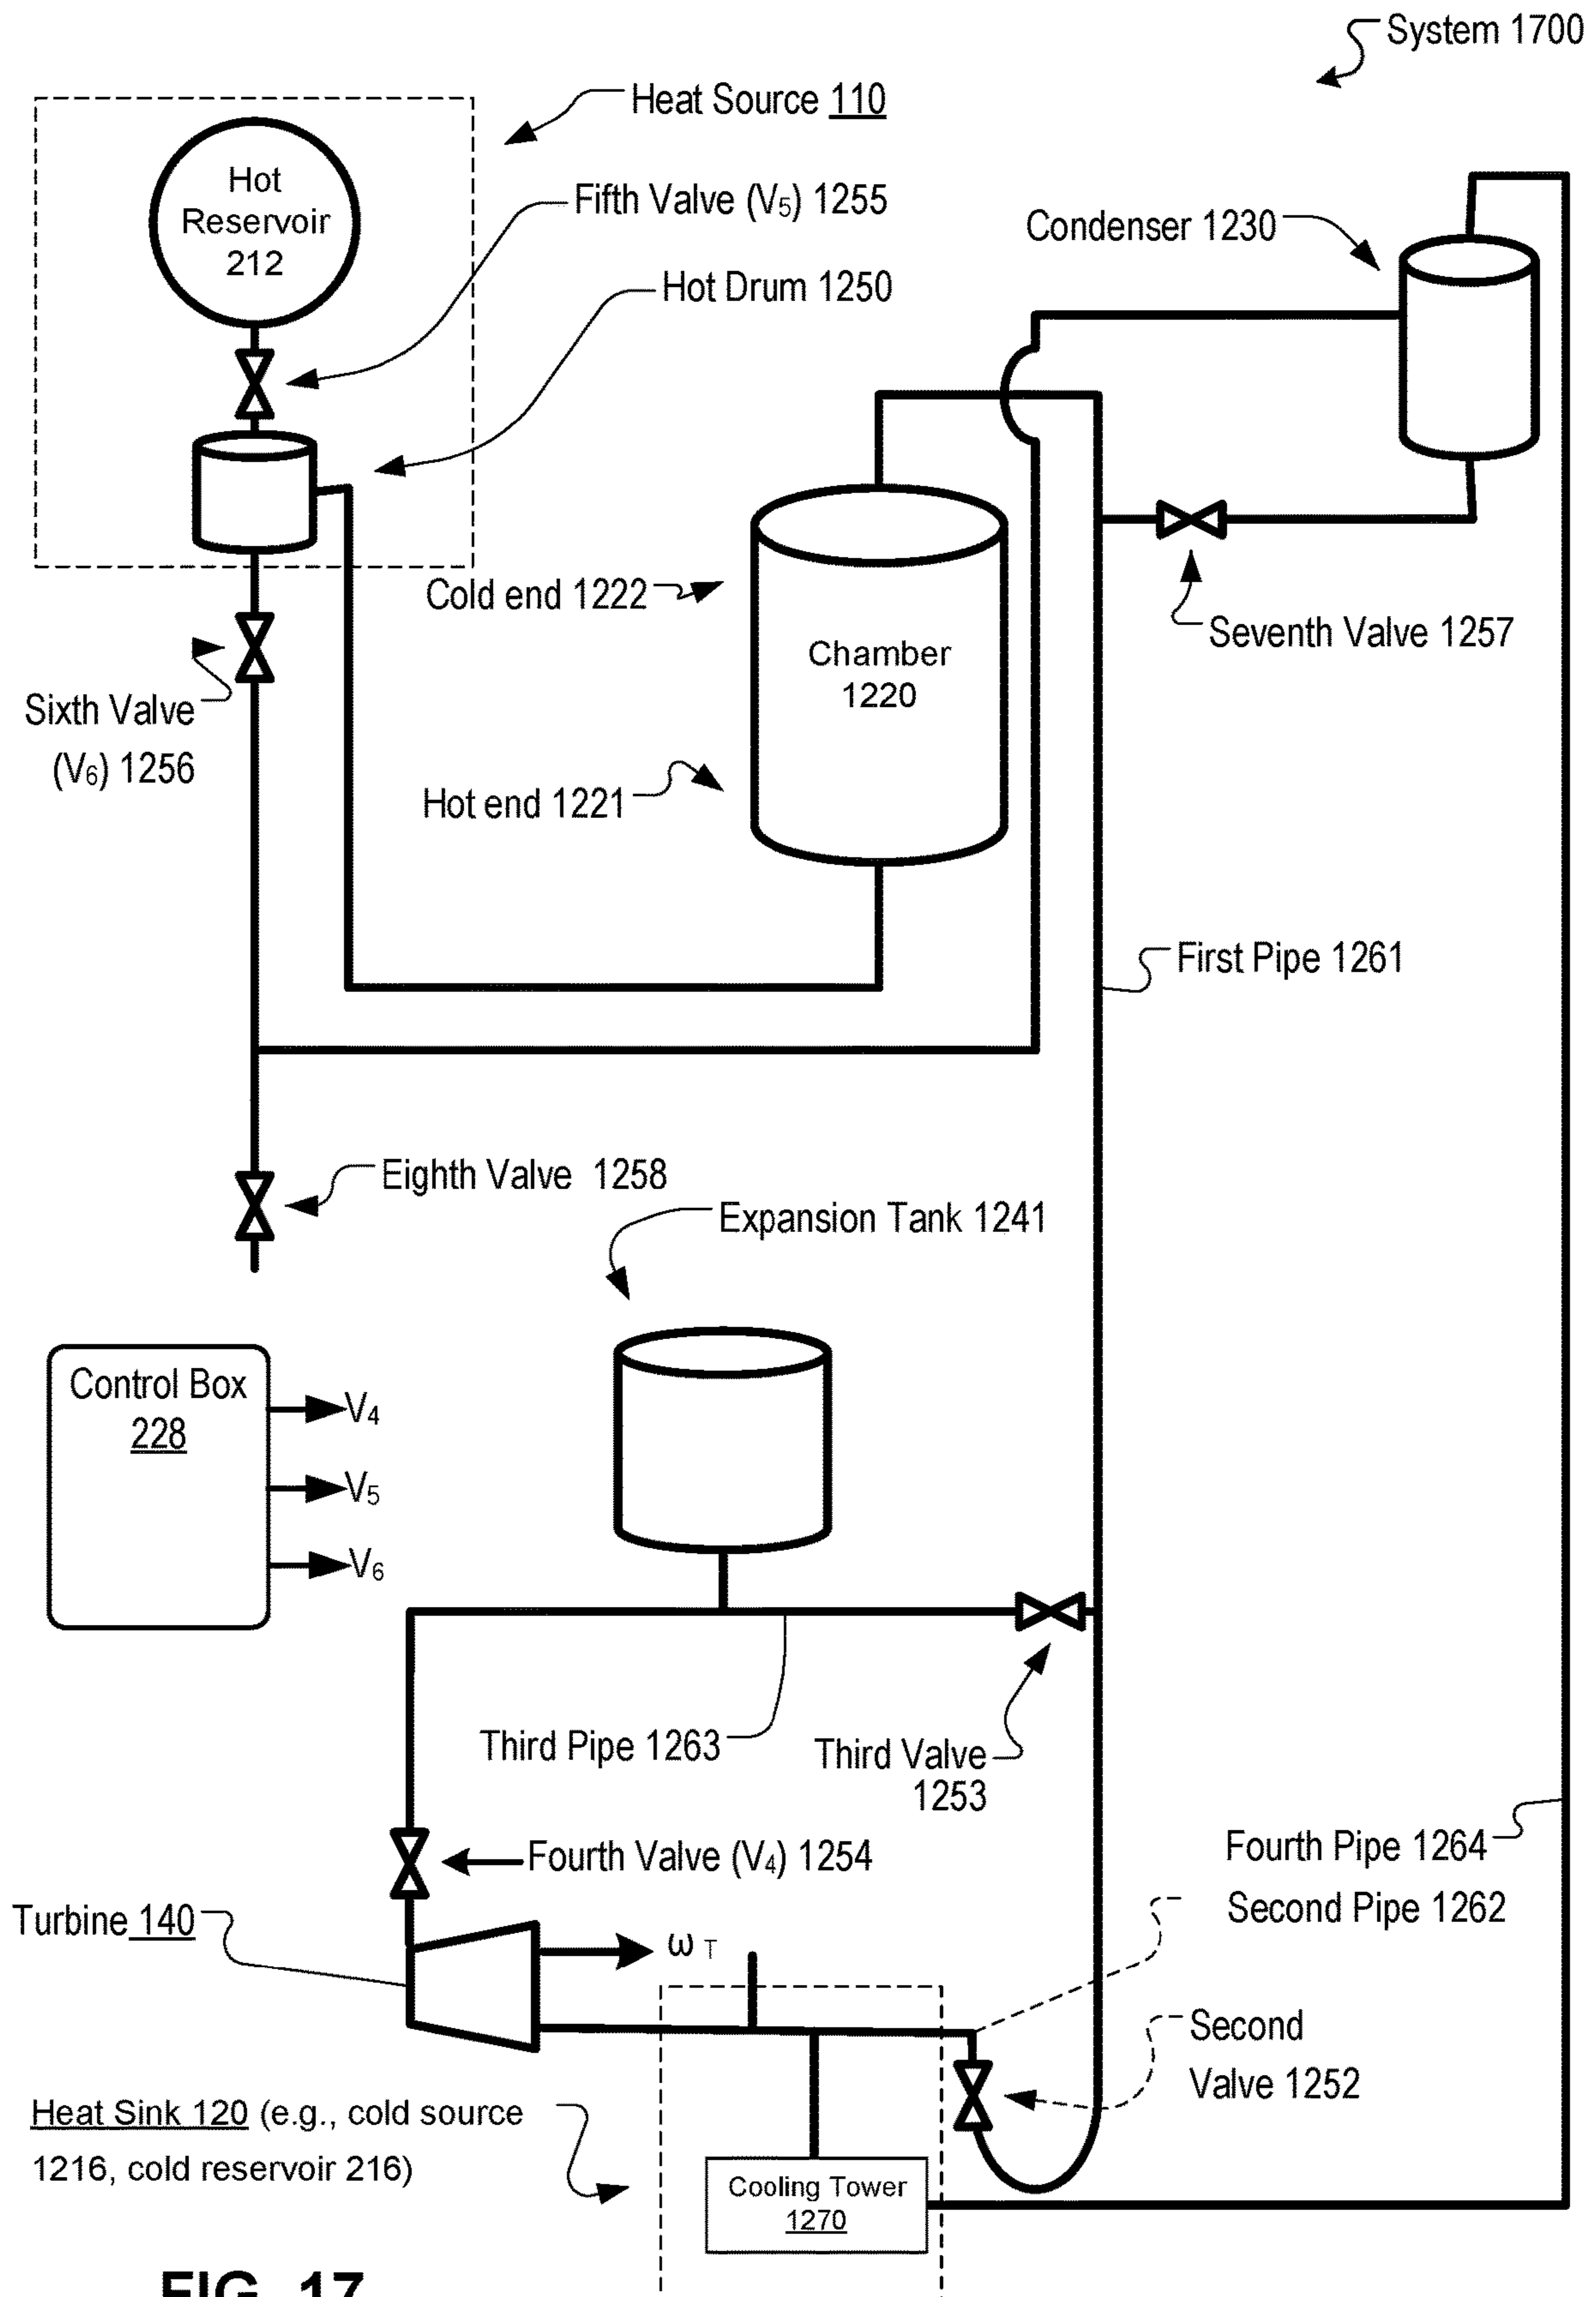 System 1700
Heat Source 110
Hot
Reservoir
212
Fifth Valve (V5) 1255
Condenser 1230
Hot Drum 1250
Cold end 1222
Chamber
1220
Seventh Valve 1257
Sixth Valve
(V6) 1256
Hot end 1221
First Pipe 1261
Eighth Valve 1258
Expansion Tank 1241
Control Box
228
V4
V5
V6
Third Pipe 1263
Third Valve
1253
Fourth Valve (V4) 1254
Fourth Pipe 1264
Second Pipe 1262
Turbine 140
ω T
Second
Valve 1252
Heat Sink 120 (e.g., cold source
1216, cold reservoir 216)
Cooling Tower
1270
FIG. 17